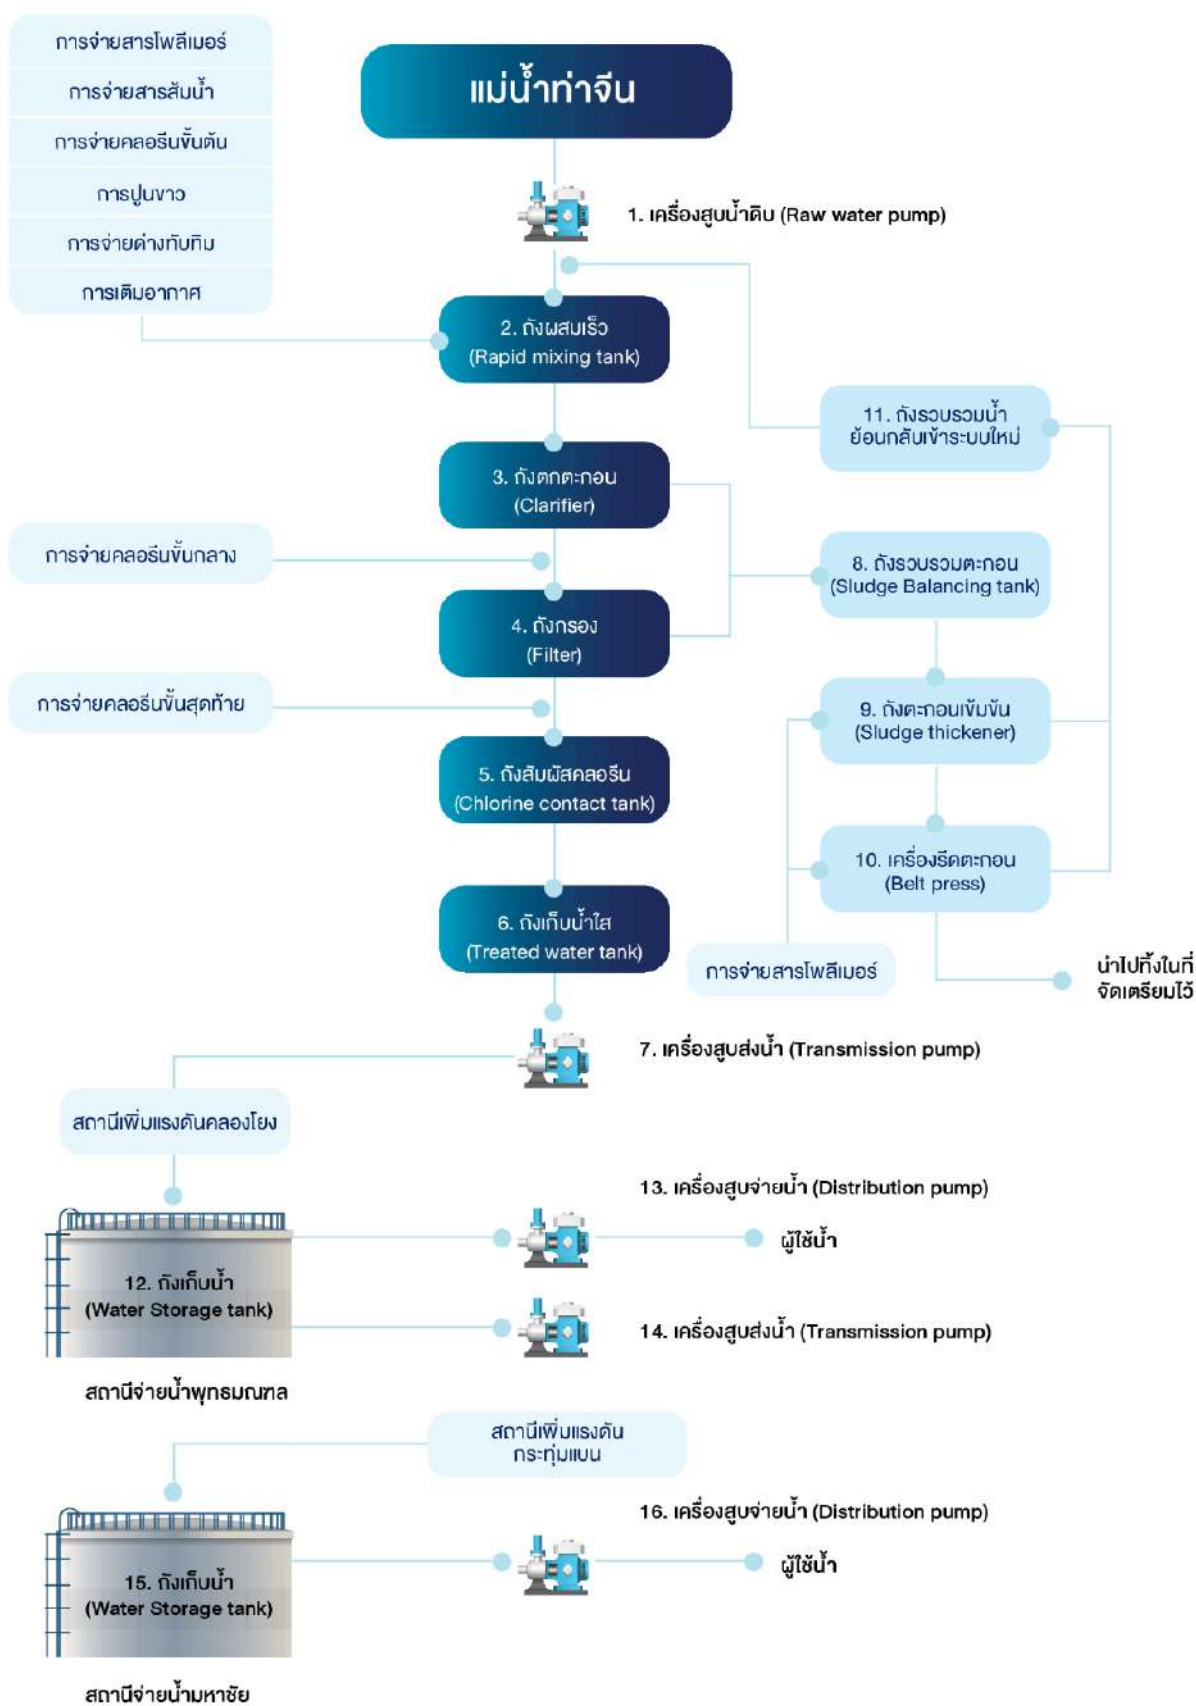 การจ่ายสารโพลีเมอร์
การจ่ายสารส้มน้ำ
การจ่ายคลอรีนขั้นต้น
การปูนขาว
การจ่ายด่างทับทิม
การเติมอากาศ
แม่น้ำท่าจีน
1. เครื่องสูบน้ำดิบ (Raw water pump)
2. ถังผสมเร็ว
(Rapid mixing tank)
11. ถังรวบรวมน้ำ
ย้อนกลับเข้าระบบใหม่
3. ถังตกตะกอน
(Clarifier)
การจ่ายคลอรีนขั้นกลาง
8. ถังรวบรวมตะกอน
(Sludge Balancing tank)
4. ถังกรอง
(Filter)
การจ่ายคลอรีนขั้นสุดท้าย
9. ถังตะกอนเข้มข้น
(Sludge thickener)
5. ถังสัมผัสคลอรีน
(Chlorine contact tank)
10. เครื่องรีดตะกอน
(Belt press)
6. ถังเก็บน้ำใส
(Treated water tank)
การจ่ายสารโพลีเมอร์
นำไปทิ้งในที่
จัดเตรียมไว้
7. เครื่องสูบส่งน้ำ (Transmission pump)
สถานีเพิ่มแรงดันคลองโยง
13. เครื่องสูบจ่ายน้ำ (Distribution pump)
ผู้ใช้น้ำ
12. ถังเก็บน้ำ
(Water Storage tank)
14. เครื่องสูบส่งน้ำ (Transmission pump)
สถานีจ่ายน้ำพุทธมณฑล
สถานีเพิ่มแรงดัน
กระทุ่มแบน
16. เครื่องสูบจ่ายน้ำ (Distribution pump)
ผู้ใช้น้ำ
15. ถังเก็บน้ำ
(Water Storage tank)
สถานีจ่ายน้ำมหาชัย